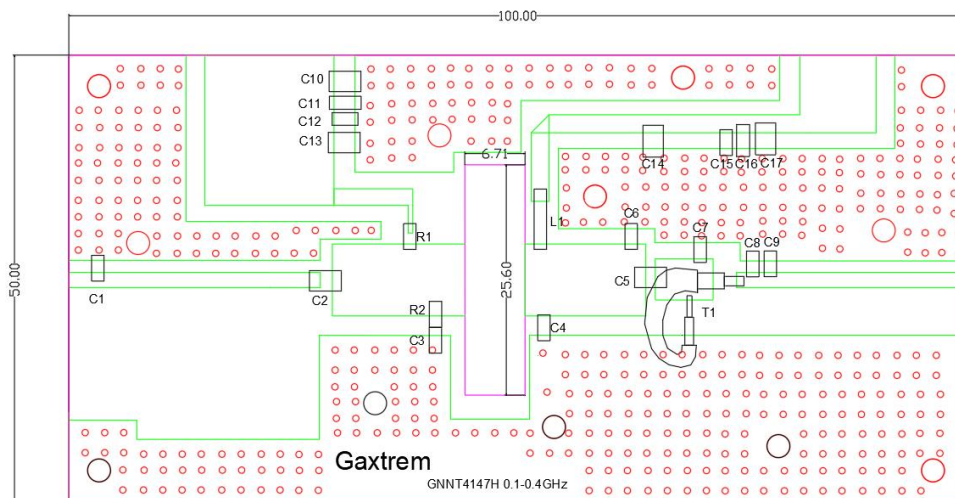 100.00
C10
C11
C12
C13
6.71
C14
C15
C16
C17
50.00
R1
L1
C6
C7
C8
C9
C1
C2
25.60
C5
R2
C3
C4
T1
Gaxtrem
GNNT4147H 0.1-0.4GHz